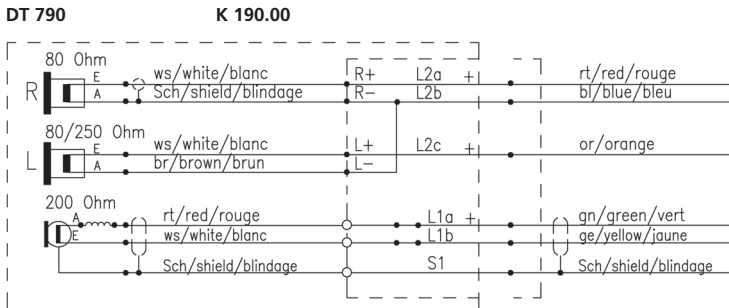 DT 790 K 190.00
80 Ohm
R E ws/white/blanc R+ L2a + rt/red/rouge
A Sch/shield/blindage R– L2b bl/blue/bleu
80/250 Ohm
L E ws/white/blanc L+ L2c + or/orange
A br/brown/brun L–
200 Ohm
A rt/red/rouge L1a + gn/green/vert
E ws/white/blanc L1b ge/yellow/jaune
Sch/shield/blindage S1 Sch/shield/blindage